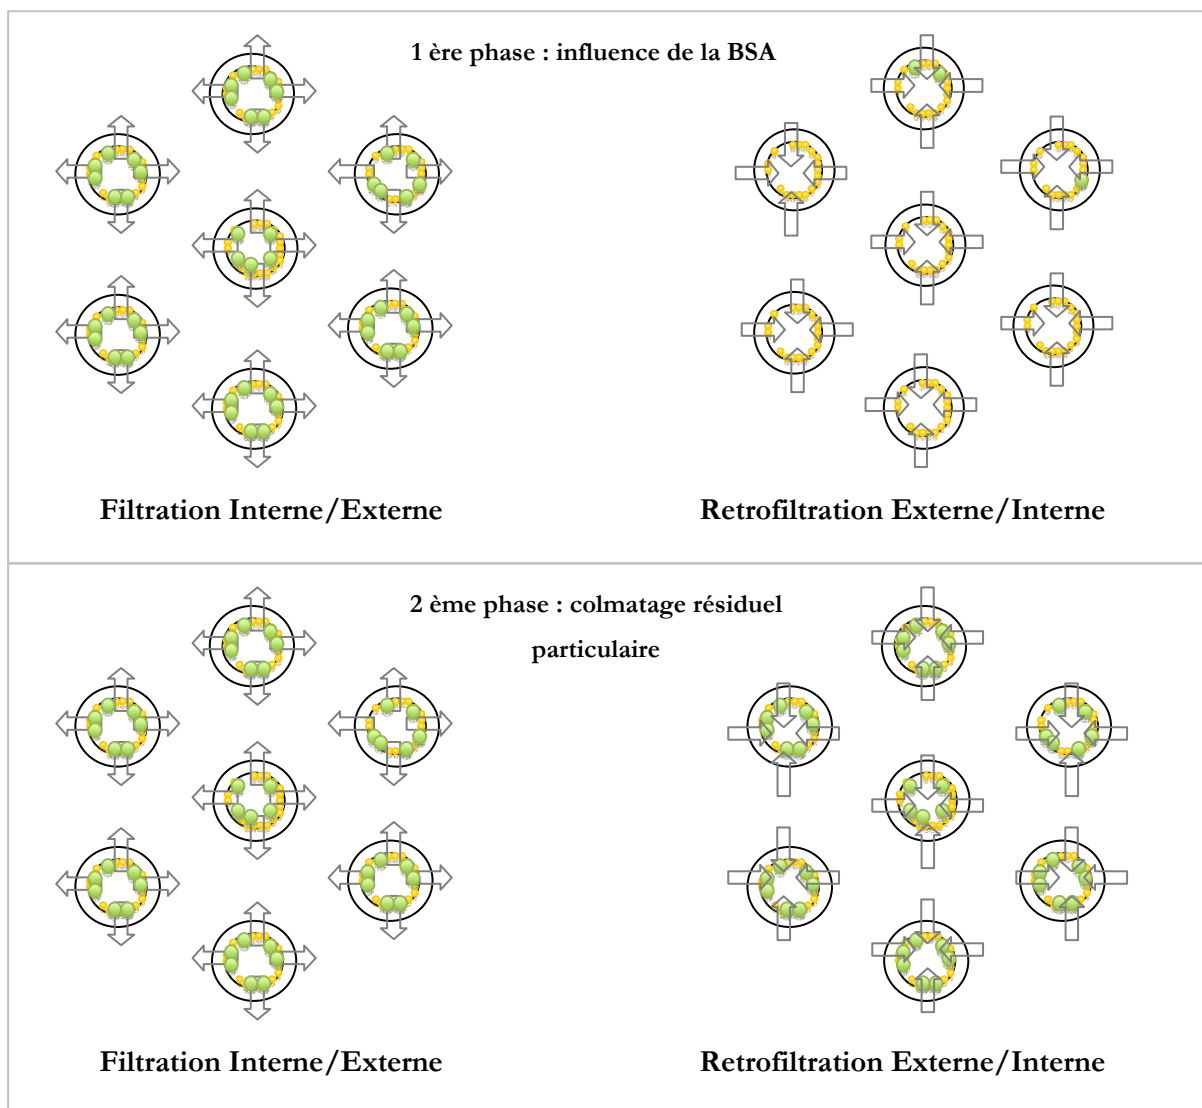 1 ère phase : influence de la BSA
Filtration Interne/Externe
Retrofiltration Externe/Interne
2 ème phase : colmatage résiduel
particulaire
Filtration Interne/Externe
Retrofiltration Externe/Interne